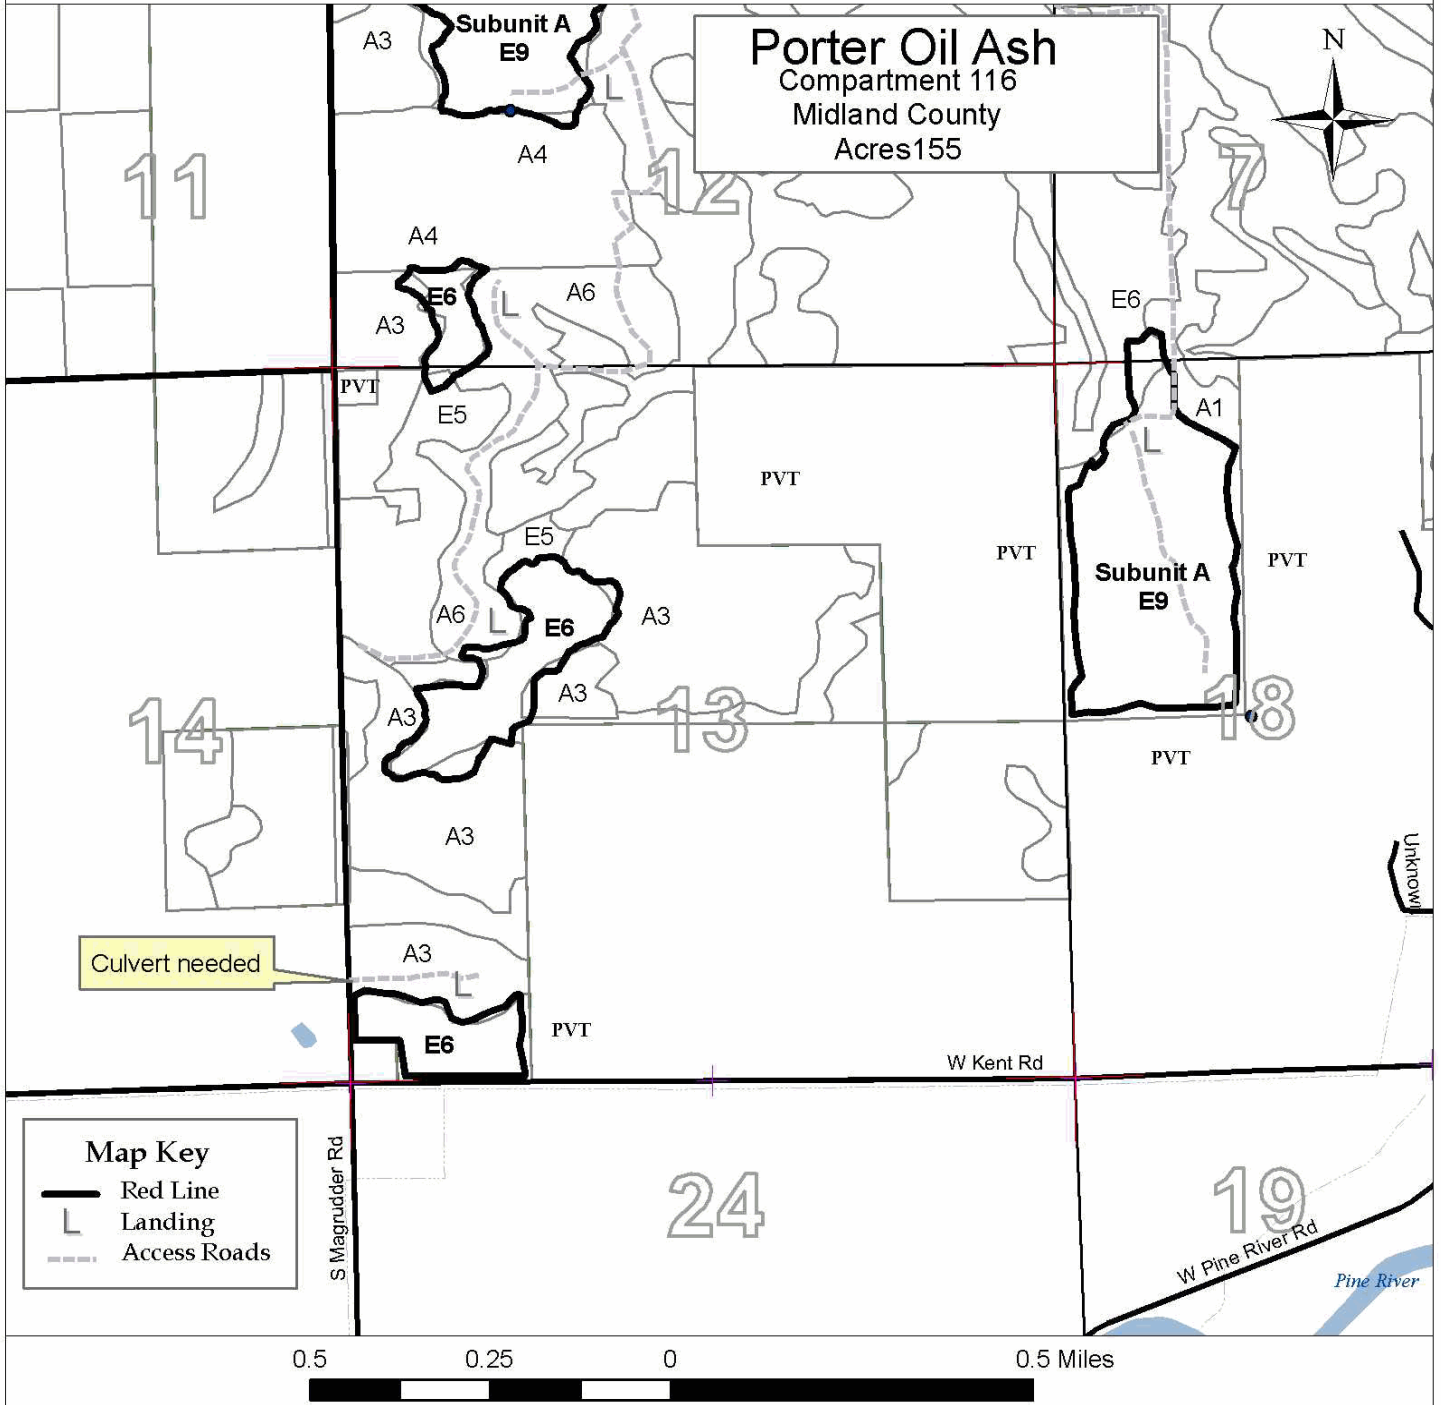 Subunit A
E9
A3
L
A4
Porter Oil Ash
Compartment 116
Midland County
Acres155
N
11
12
7
A4
E6
L
A6
A3
E6
PVT
E5
A1
L
PVT
E5
PVT
Subunit A
E9
PVT
A6
L
E6
A3
A3
A3
14
13
18
PVT
A3
Unknow
A3
Culvert needed
L
E6
PVT
W Kent Rd
Map Key
Red Line
L Landing
Access Roads
S Magrudder Rd
24
19
W Pine River Rd
Pine River
0.5 0.25 0 0.5 Miles